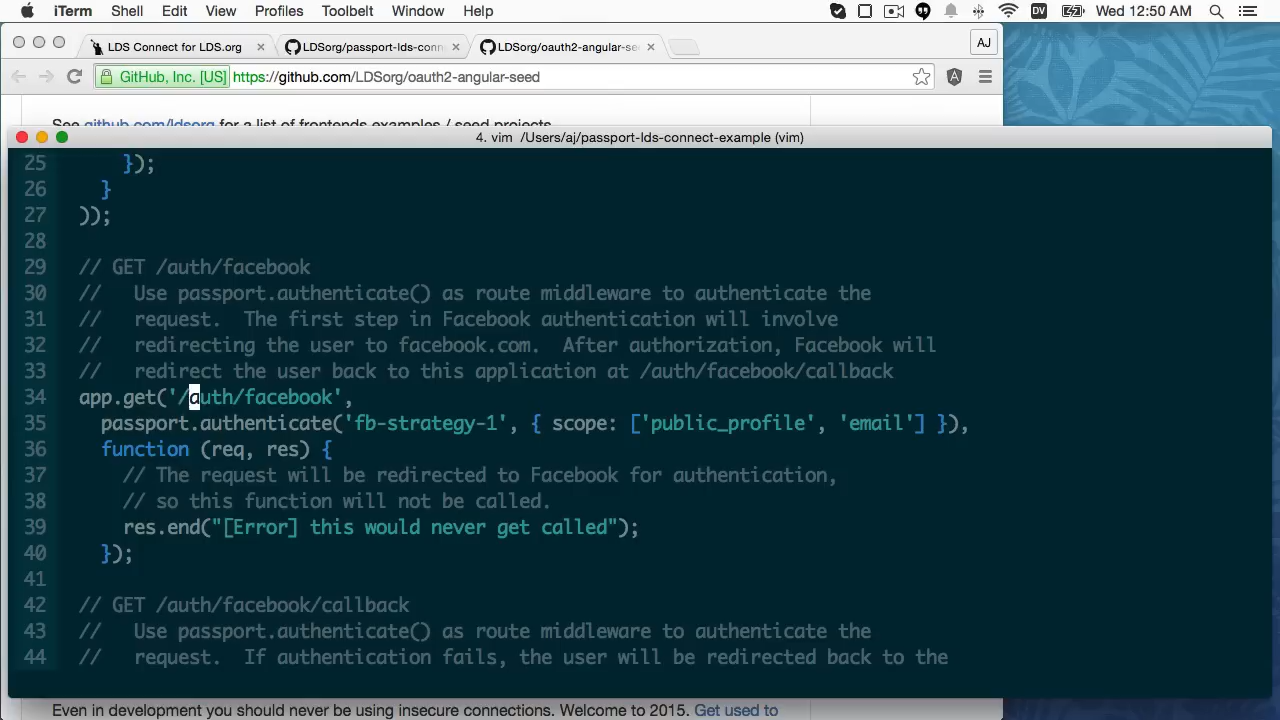 iTerm Shell Edit View Profiles Toolbelt Window Help DV Wed 12:50 AM
LDS Connect for LDS.org LDSorg/passport-lds-conn LDSorg/oauth2-angular-se AJ
GitHub, Inc. [US] https://github.com/LDSorg/oauth2-angular-seed
See github.com/ldsorg for a list of frontends examples / seed projects
4. vim /Users/aj/passport-lds-connect-example (vim)
25 });
26 }
27 ));
28
29 // GET /auth/facebook
30 //   Use passport.authenticate() as route middleware to authenticate the
31 //   request.  The first step in Facebook authentication will involve
32 //   redirecting the user to facebook.com.  After authorization, Facebook will
33 //   redirect the user back to this application at /auth/facebook/callback
34 app.get('/auth/facebook',
35   passport.authenticate('fb-strategy-1', { scope: ['public_profile', 'email'] }),
36   function (req, res) {
37     // The request will be redirected to Facebook for authentication,
38     // so this function will not be called.
39     res.end("[Error] this would never get called");
40   });
41
42 // GET /auth/facebook/callback
43 //   Use passport.authenticate() as route middleware to authenticate the
44 //   request.  If authentication fails, the user will be redirected back to the
Even in development you should never be using insecure connections. Welcome to 2015. Get used to